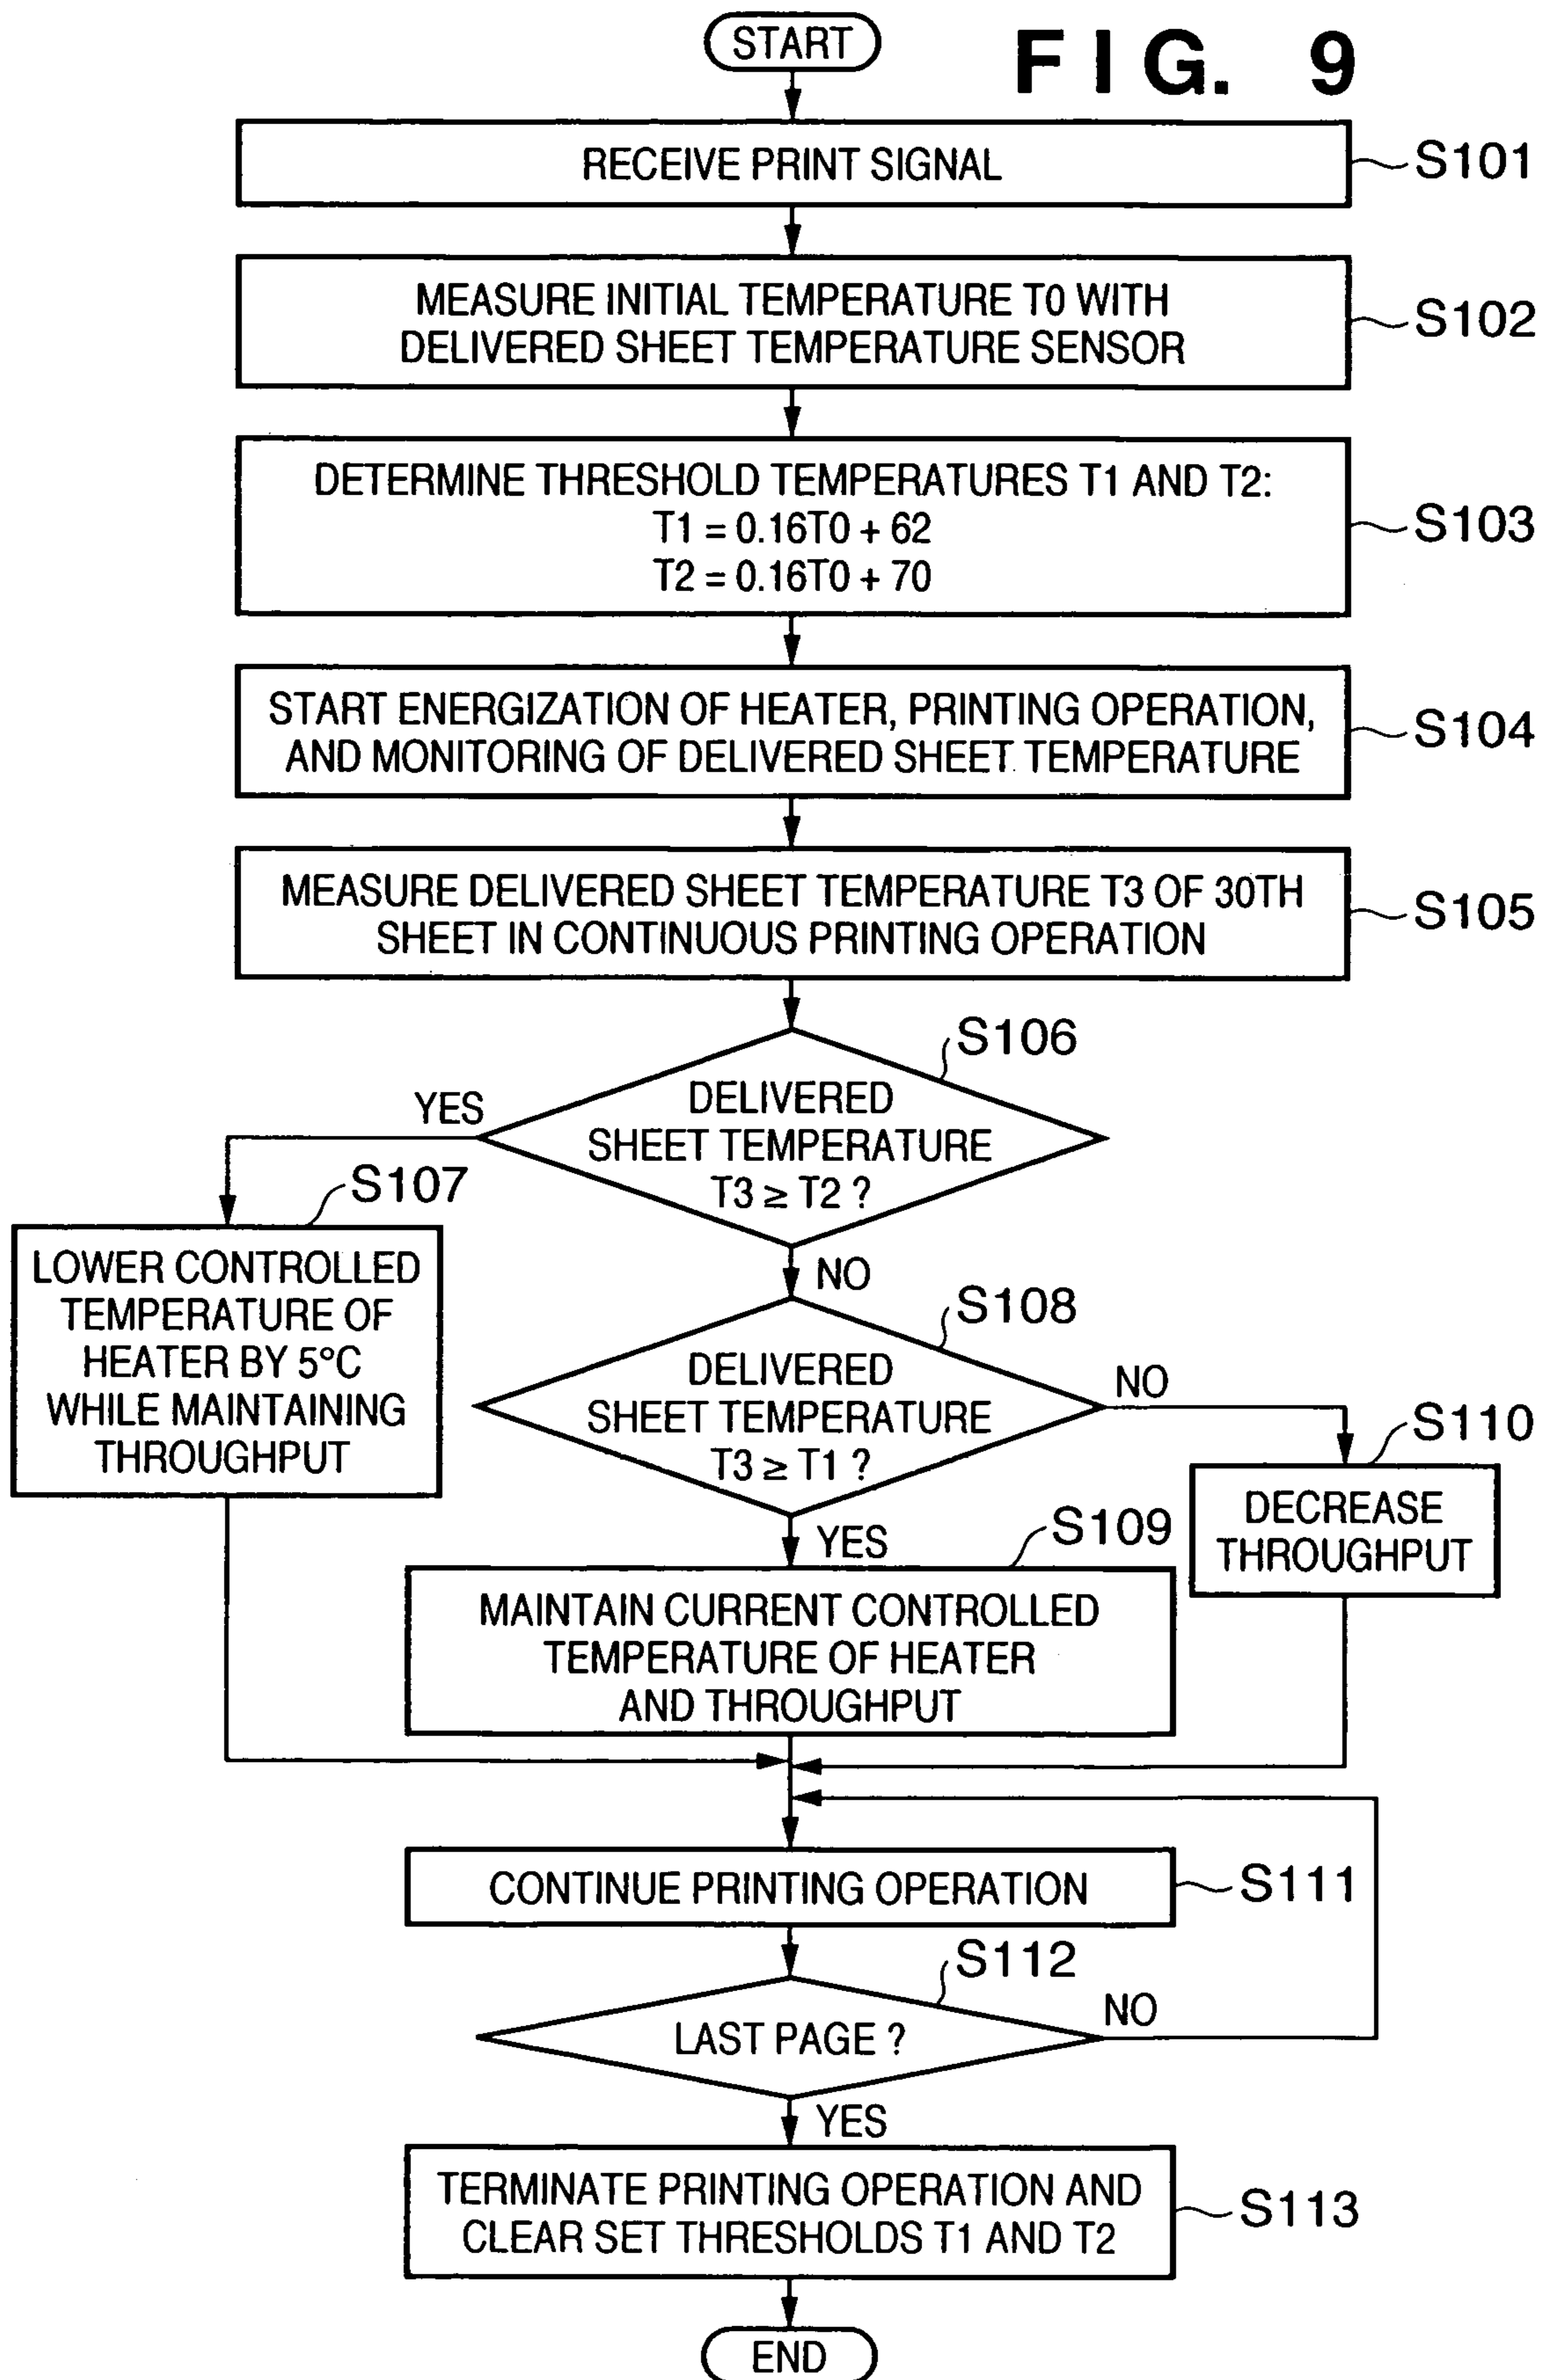 START
FIG. 9
RECEIVE PRINT SIGNAL
S101
MEASURE INITIAL TEMPERATURE T0 WITH
DELIVERED SHEET TEMPERATURE SENSOR
S102
DETERMINE THRESHOLD TEMPERATURES T1 AND T2:
T1 = 0.16T0 + 62
T2 = 0.16T0 + 70
S103
START ENERGIZATION OF HEATER, PRINTING OPERATION,
AND MONITORING OF DELIVERED SHEET TEMPERATURE
S104
MEASURE DELIVERED SHEET TEMPERATURE T3 OF 30TH
SHEET IN CONTINUOUS PRINTING OPERATION
S105
S106
DELIVERED
SHEET TEMPERATURE
T3 ≥ T2 ?
YES
NO
S107
LOWER CONTROLLED
TEMPERATURE OF
HEATER BY 5°C
WHILE MAINTAINING
THROUGHPUT
S108
DELIVERED
SHEET TEMPERATURE
T3 ≥ T1 ?
NO
YES
S110
DECREASE
THROUGHPUT
S109
MAINTAIN CURRENT CONTROLLED
TEMPERATURE OF HEATER
AND THROUGHPUT
CONTINUE PRINTING OPERATION
S111
S112
LAST PAGE ?
NO
YES
TERMINATE PRINTING OPERATION AND
CLEAR SET THRESHOLDS T1 AND T2
S113
END